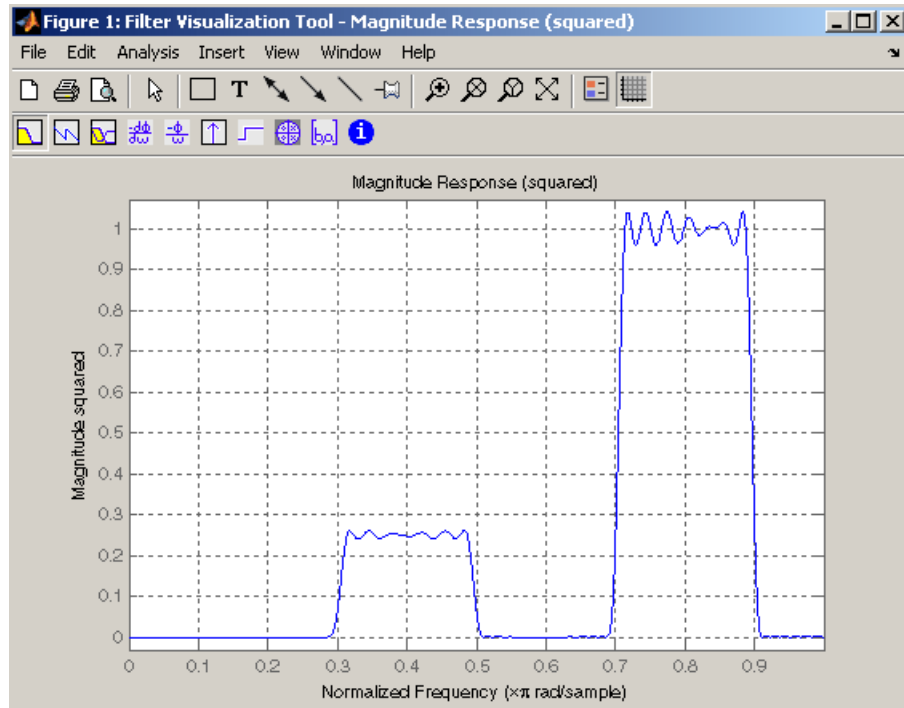 Figure 1: Filter Visualization Tool - Magnitude Response (squared)
File Edit Analysis Insert View Window Help
T
Magnitude Response (squared)
1
0.9
0.8
0.7
0.6
0.5
0.4
0.3
0.2
0.1
0
Magnitude squared
0 0.1 0.2 0.3 0.4 0.5 0.6 0.7 0.8 0.9
Normalized Frequency (×π rad/sample)